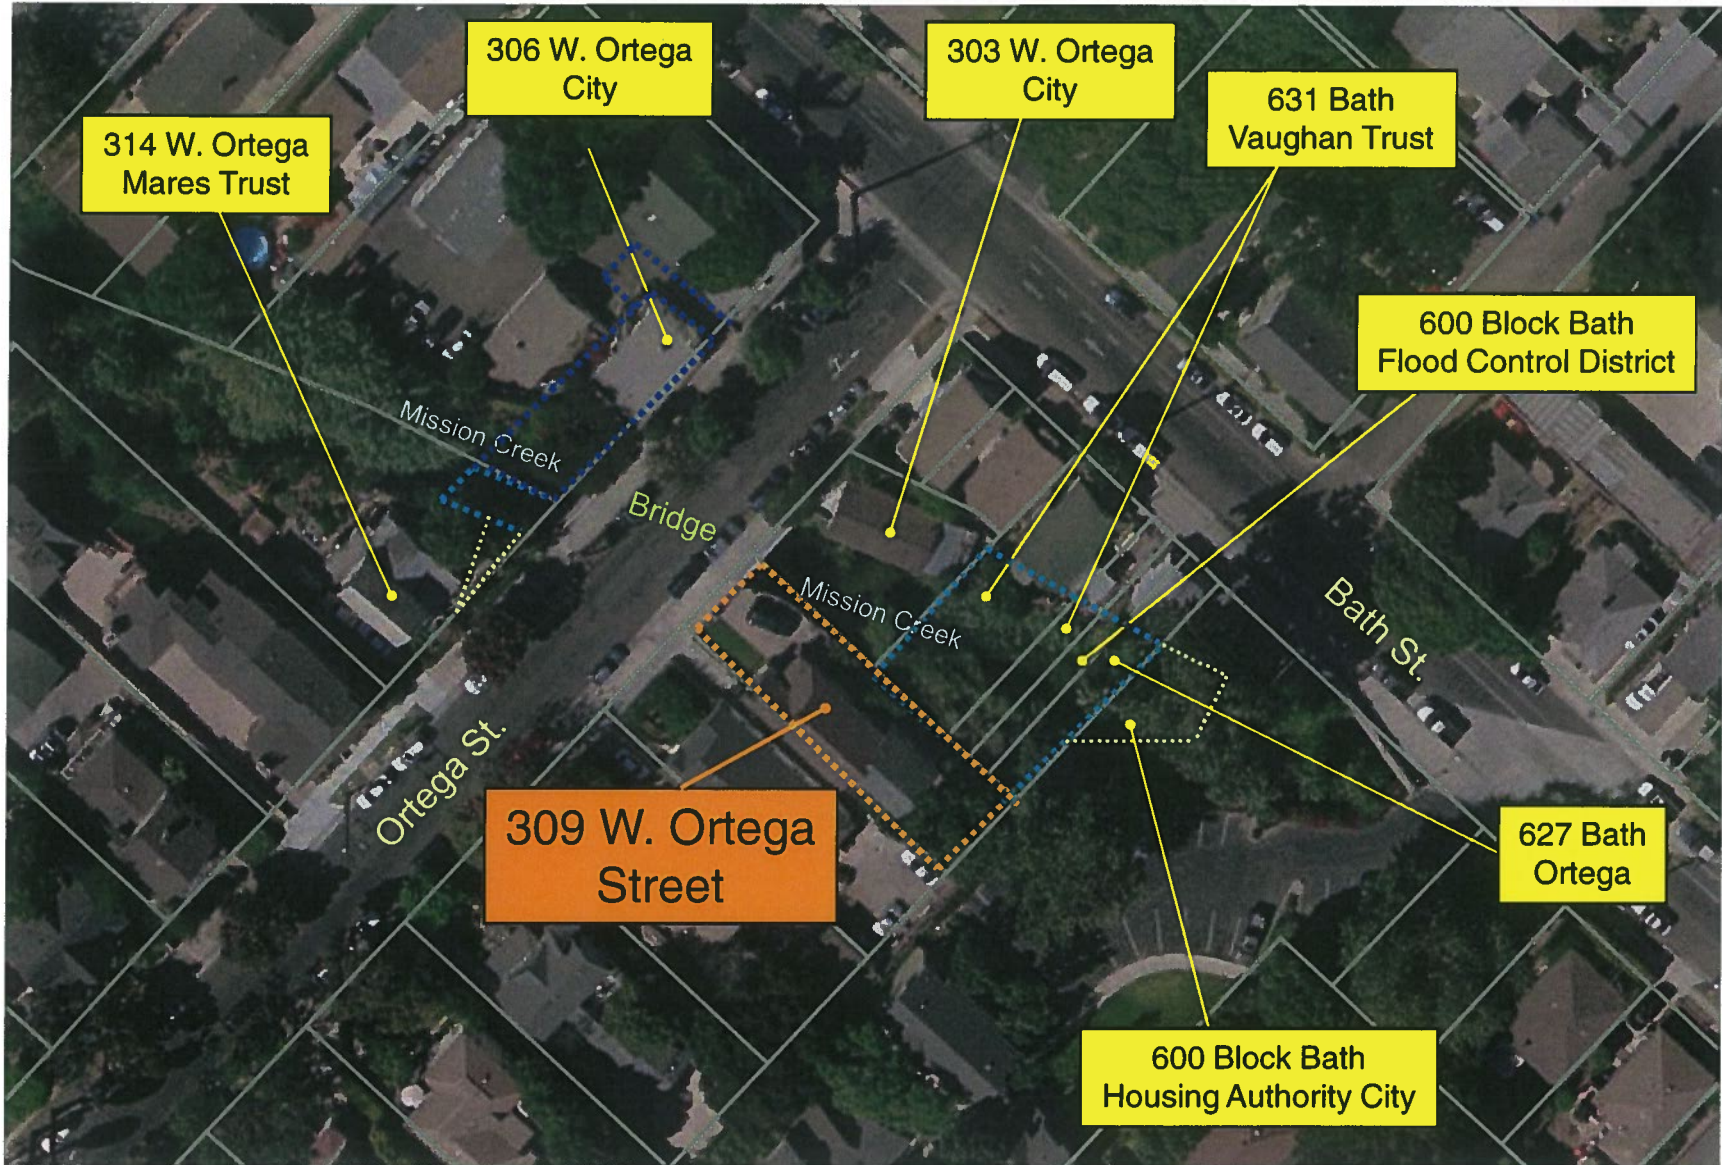 306 W. Ortega
City
303 W. Ortega
City
631 Bath
Vaughan Trust
314 W. Ortega
Mares Trust
600 Block Bath
Flood Control District
Mission Creek
Bridge
Mission Creek
Bath St.
Ortega St.
309 W. Ortega
Street
627 Bath
Ortega
600 Block Bath
Housing Authority City